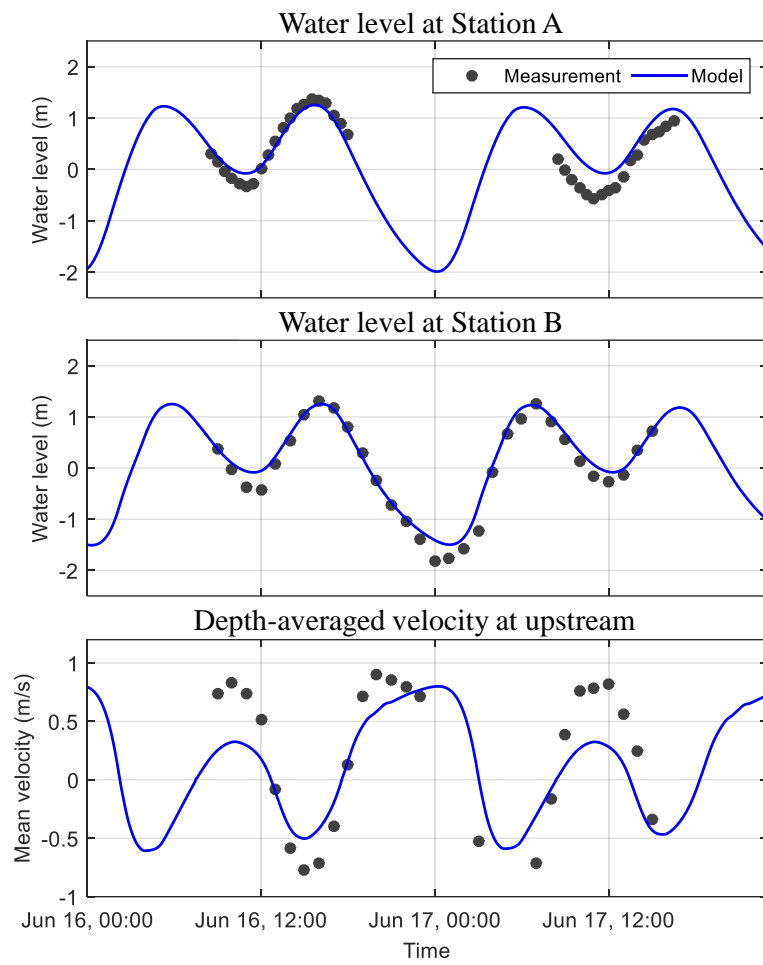 Water level at Station A
Measurement Model
2
1
0
-1
-2
Water level (m)
Water level at Station B
2
1
0
-1
-2
Water level (m)
Depth-averaged velocity at upstream
1
0.5
0
-0.5
-1
Mean velocity (m/s)
Jun 16, 00:00 Jun 16, 12:00 Jun 17, 00:00 Jun 17, 12:00
Time